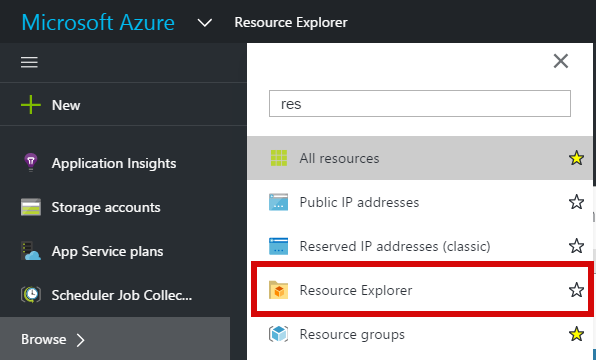 Microsoft Azure Resource Explorer
res
New
All resources
Application Insights
Public IP addresses
Storage accounts
Reserved IP addresses (classic)
App Service plans
Resource Explorer
Scheduler Job Collec...
Resource groups
Browse